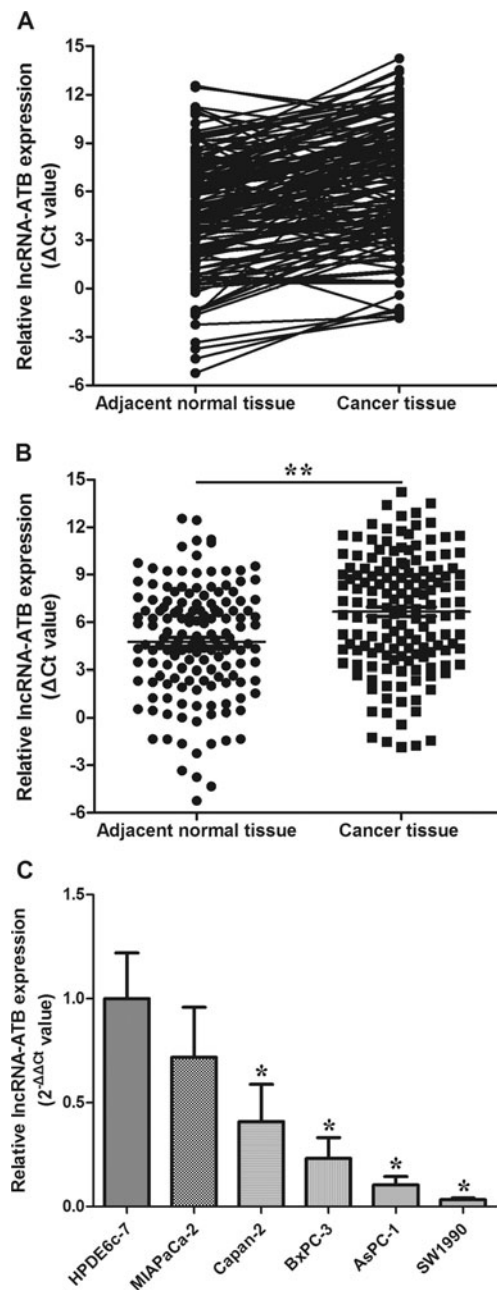 A
Relative lncRNA-ATB expression
(ΔCt value)
15
12
9
6
3
0
-3
-6
Adjacent normal tissue
Cancer tissue
B
**
Relative lncRNA-ATB expression
(ΔCt value)
15
12
9
6
3
0
-3
-6
Adjacent normal tissue
Cancer tissue
C
Relative lncRNA-ATB expression
(2-ΔΔCt value)
1.5
1.0
0.5
0.0
*
*
*
*
HPDE6c-7
MIAPaCa-2
Capan-2
BxPC-3
AsPC-1
SW1990